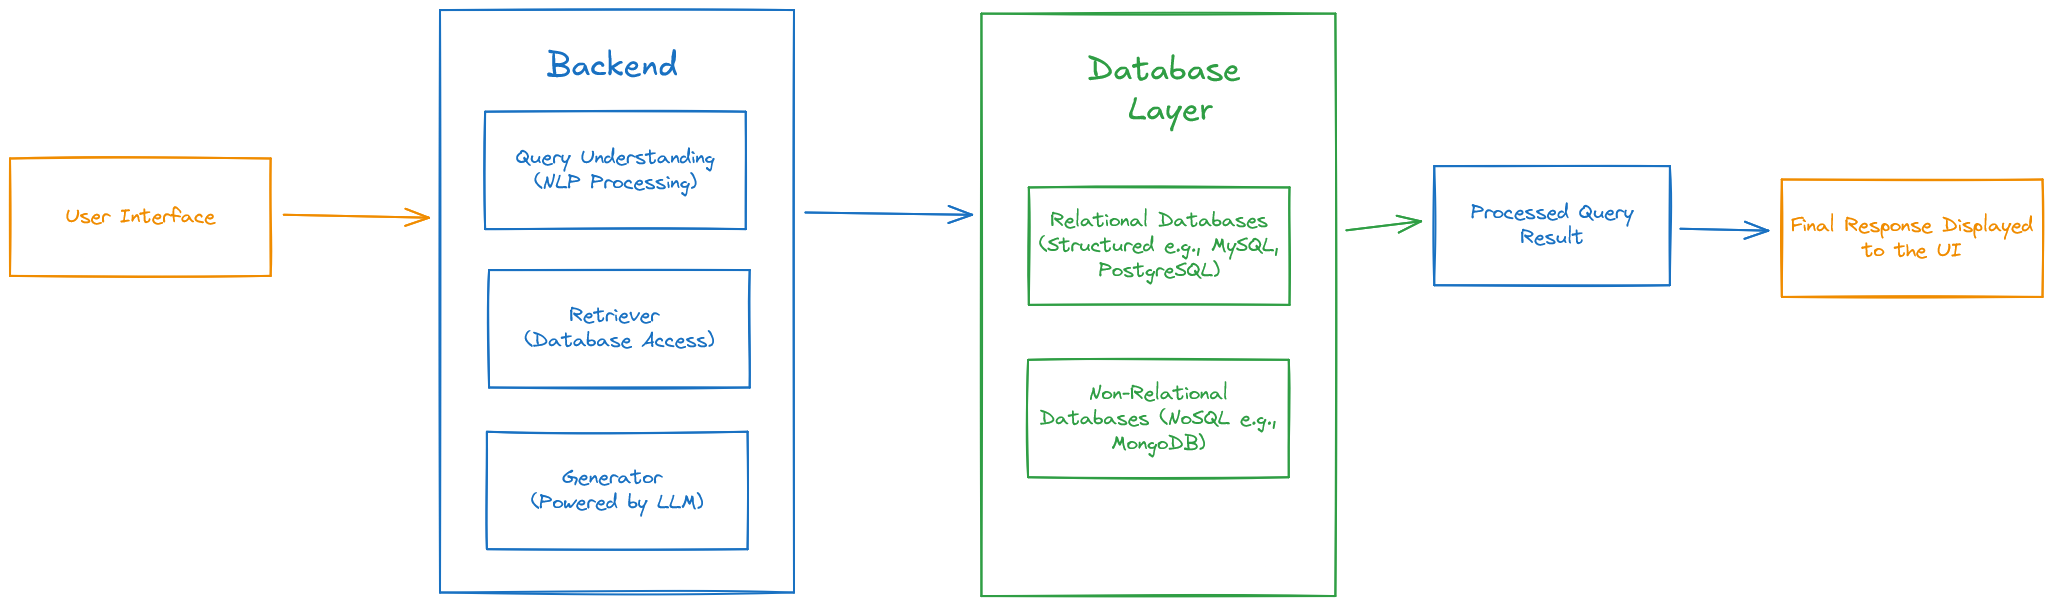 User Interface
Backend
Query Understanding
(NLP Processing)
Retriever
(Database Access)
Generator
(Powered by LLM)
Database
Layer
Relational Databases
(Structured e.g., MySQL,
PostgreSQL)
Non-Relational
Databases (NoSQL e.g.,
MongoDB)
Processed Query
Result
Final Response Displayed
to the UI